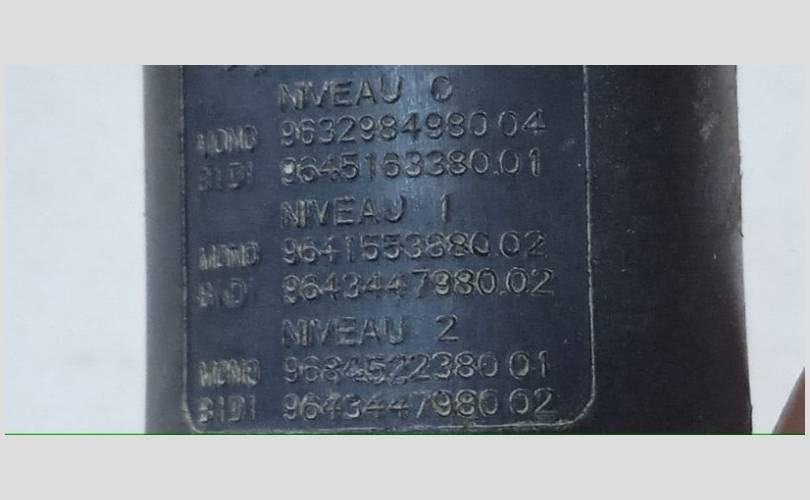 NIVEAU 0
MONO 9632984980 04
BIDI 9645163380.01
NIVEAU 1
MONO 9641553880.02
BIDI 9643447980.02
NIVEAU 2
MONO 9684522380 01
BIDI 9643447980 02